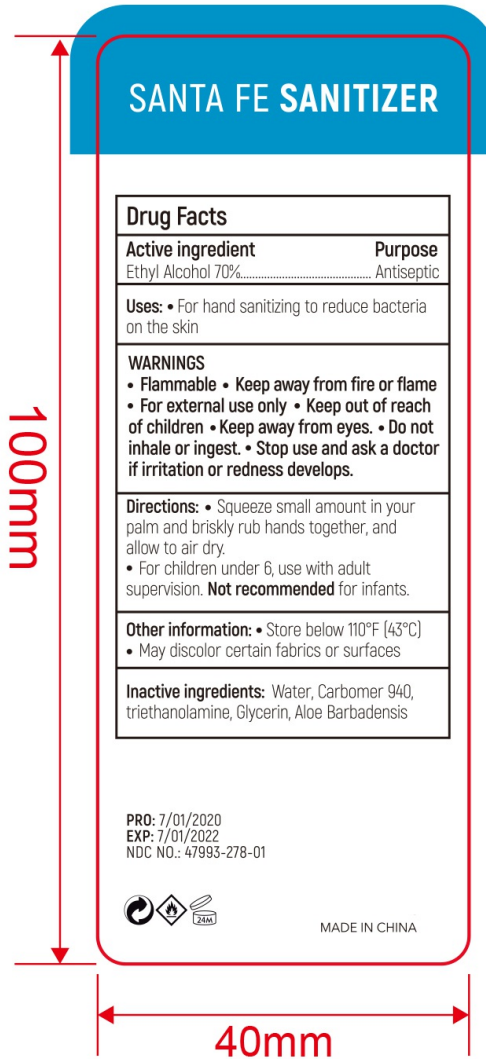 SANTA FE SANITIZER
Drug Facts
Active ingredient Purpose
Ethyl Alcohol 70%............................................ Antiseptic
Uses: • For hand sanitizing to reduce bacteria
on the skin
WARNINGS
• Flammable • Keep away from fire or flame
• For external use only • Keep out of reach
of children • Keep away from eyes. • Do not
inhale or ingest. • Stop use and ask a doctor
if irritation or redness develops.
Directions: • Squeeze small amount in your
palm and briskly rub hands together, and
allow to air dry.
• For children under 6, use with adult
supervision. Not recommended for infants.
Other information: • Store below 110°F (43°C)
• May discolor certain fabrics or surfaces
Inactive ingredients: Water, Carbomer 940,
triethanolamine, Glycerin, Aloe Barbadensis
PRO: 7/01/2020
EXP: 7/01/2022
NDC NO.: 47993-278-01
24M
MADE IN CHINA
100mm
40mm